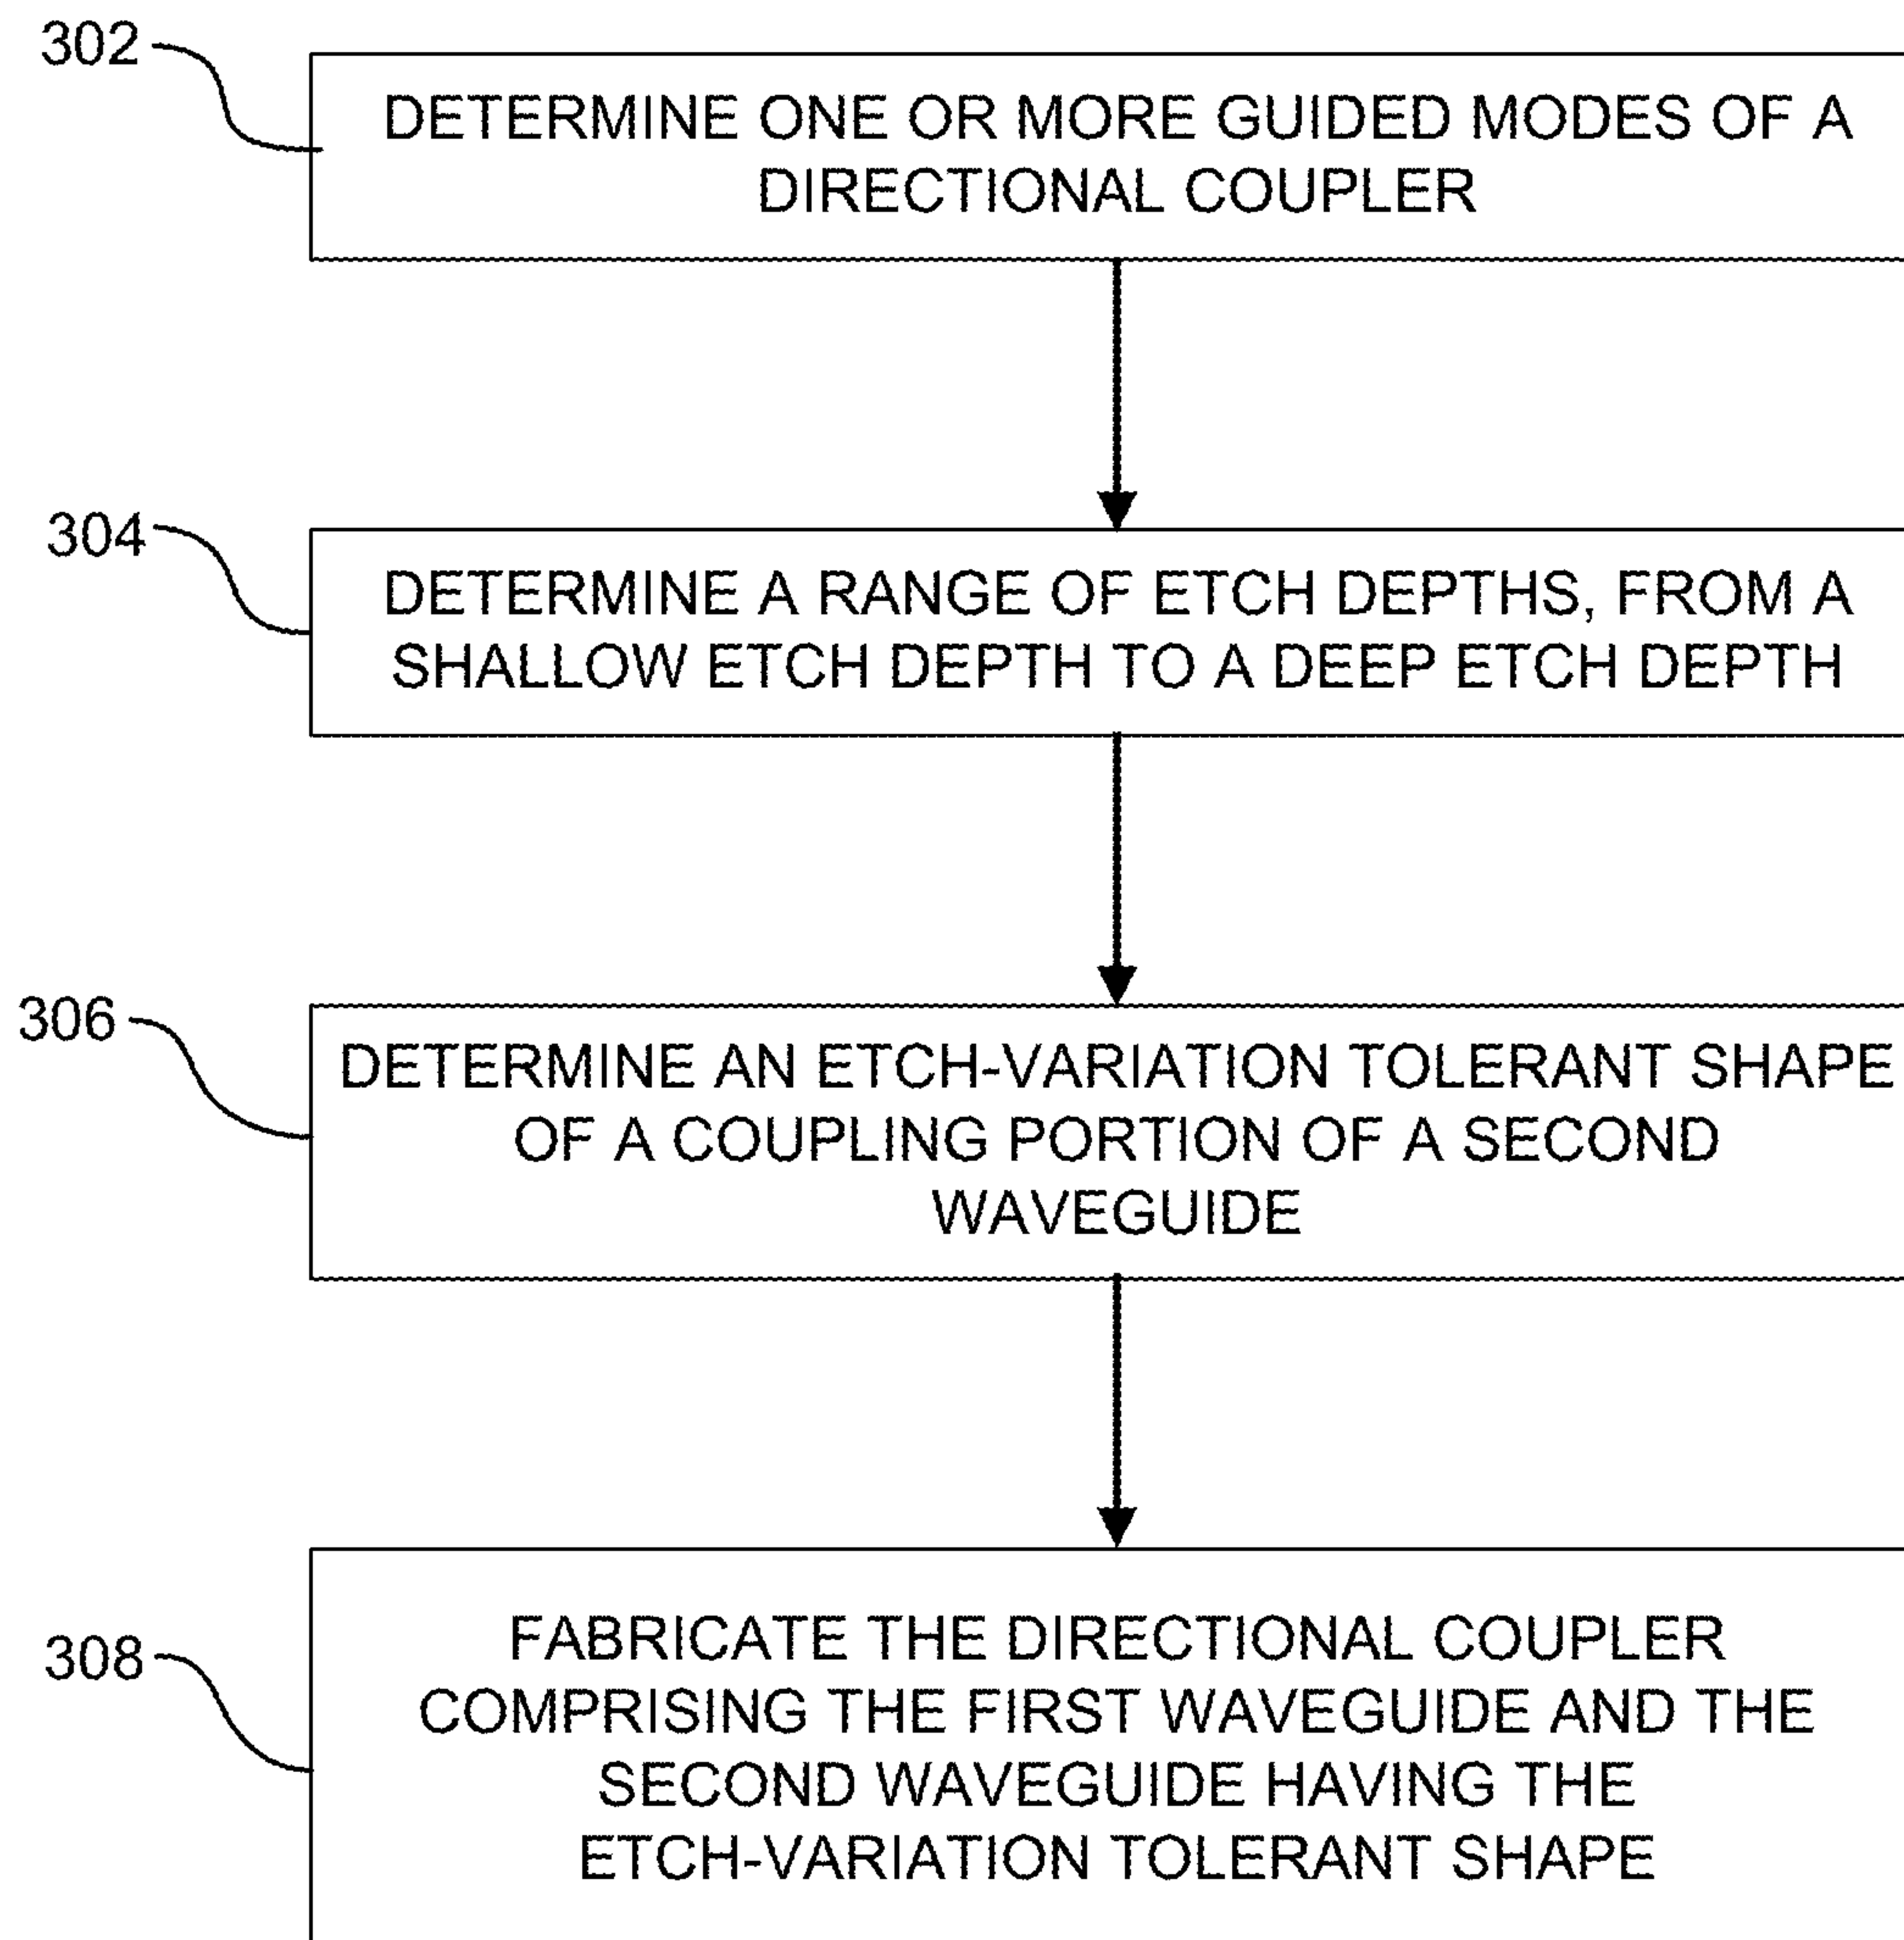 302
DETERMINE ONE OR MORE GUIDED MODES OF A
DIRECTIONAL COUPLER
304
DETERMINE A RANGE OF ETCH DEPTHS, FROM A
SHALLOW ETCH DEPTH TO A DEEP ETCH DEPTH
306
DETERMINE AN ETCH-VARIATION TOLERANT SHAPE
OF A COUPLING PORTION OF A SECOND
WAVEGUIDE
308
FABRICATE THE DIRECTIONAL COUPLER
COMPRISING THE FIRST WAVEGUIDE AND THE
SECOND WAVEGUIDE HAVING THE
ETCH-VARIATION TOLERANT SHAPE